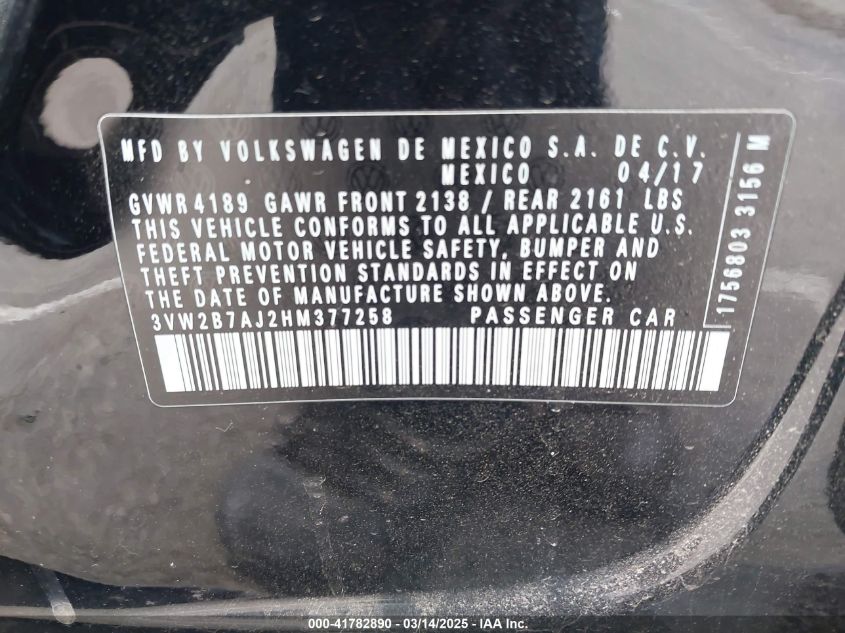 MFD BY VOLKSWAGEN DE MEXICO S.A. DE C.V.
MEXICO 04/17
GVWR 4189 GAWR FRONT 2138 / REAR 2161 LBS
THIS VEHICLE CONFORMS TO ALL APPLICABLE U.S.
FEDERAL MOTOR VEHICLE SAFETY, BUMPER AND
THEFT PREVENTION STANDARDS IN EFFECT ON
THE DATE OF MANUFACTURE SHOWN ABOVE.
3VW2B7AJ2HM377258 PASSENGER CAR
1756803 3156 M
000-41782890 - 03/14/2025 - IAA Inc.